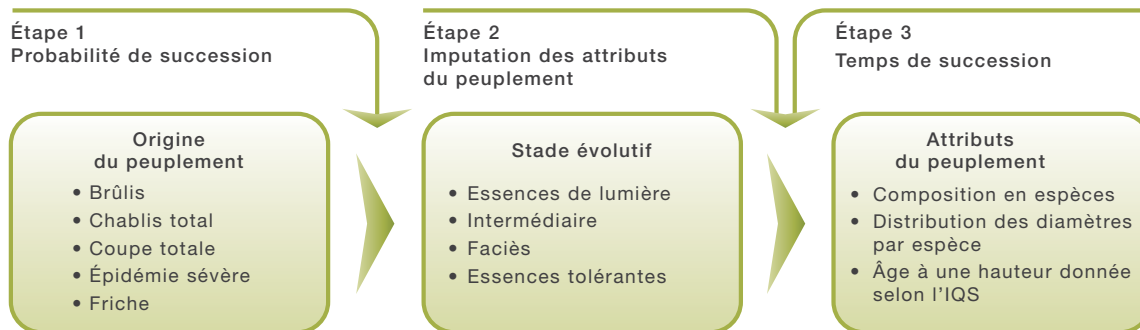 Étape 1
Probabilité de succession
Étape 2
Imputation des attributs
du peuplement
Étape 3
Temps de succession
Origine
du peuplement
• Brûlis
• Chablis total
• Coupe totale
• Épidémie sévère
• Friche
Stade évolutif
• Essences de lumière
• Intermédiaire
• Faciès
• Essences tolérantes
Attributs
du peuplement
• Composition en espèces
• Distribution des diamètres
par espèce
• Âge à une hauteur donnée
selon l’IQS